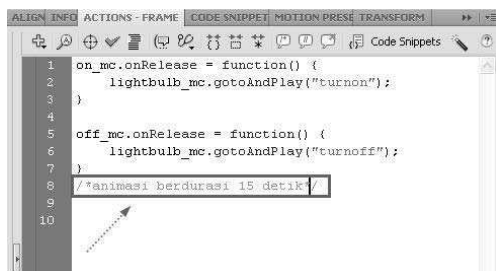 ALIGN INFO ACTIONS - FRAME CODE SNIPPET MOTION PRESE TRANSFORM
Code Snippets
1 on_mc.onRelease = function() {
2 lightbulb_mc.gotoAndPlay("turnon");
3 }
4
5 off_mc.onRelease = function() {
6 lightbulb_mc.gotoAndPlay("turnoff");
7 }
8 /*animasi berdurasi 15 detik*/
9
10